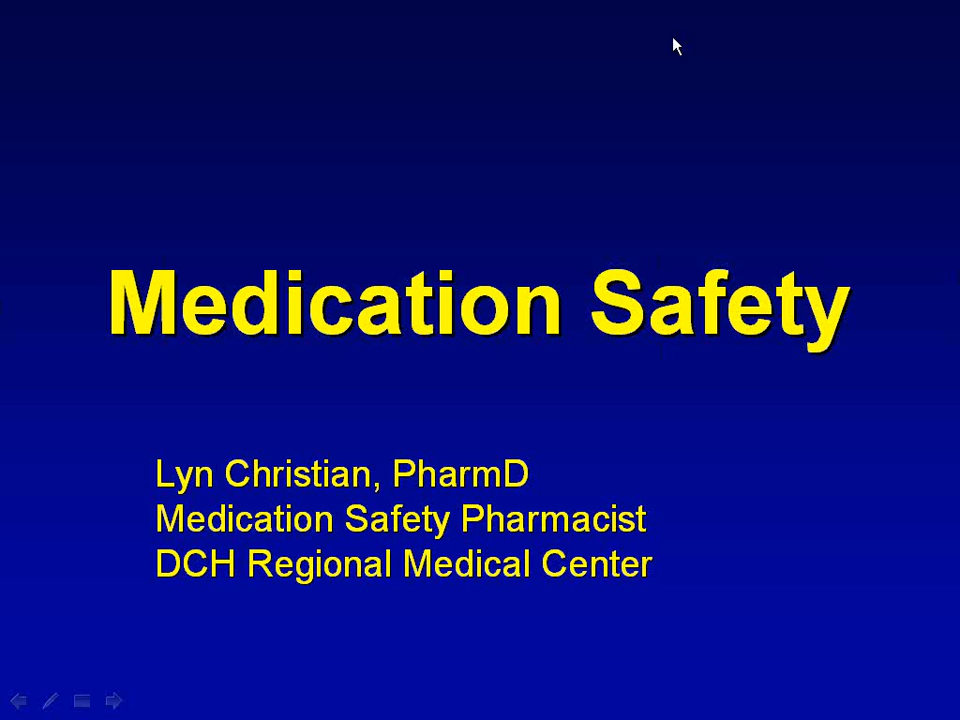 Medication Safety
Lyn Christian, PharmD
Medication Safety Pharmacist
DCH Regional Medical Center